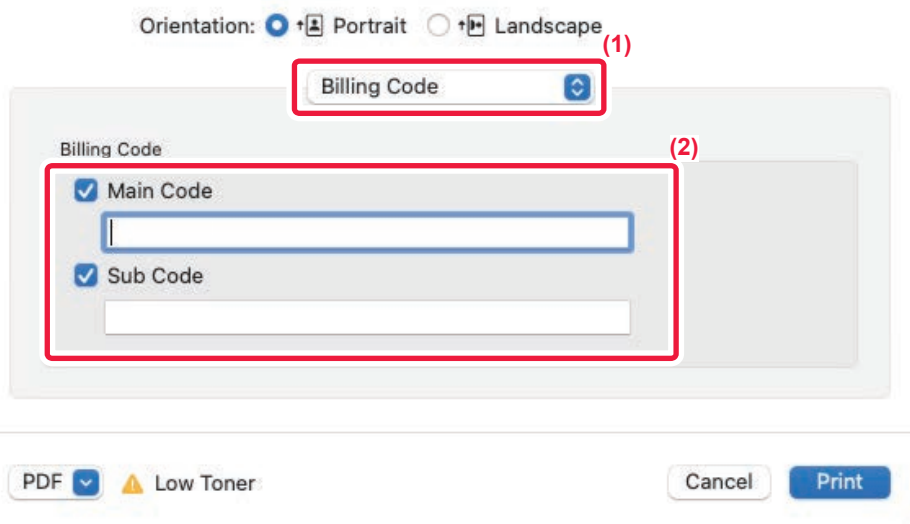 Orientation: Portrait Landscape
(1)
Billing Code
Billing Code
(2)
Main Code
Sub Code
PDF Low Toner Cancel Print